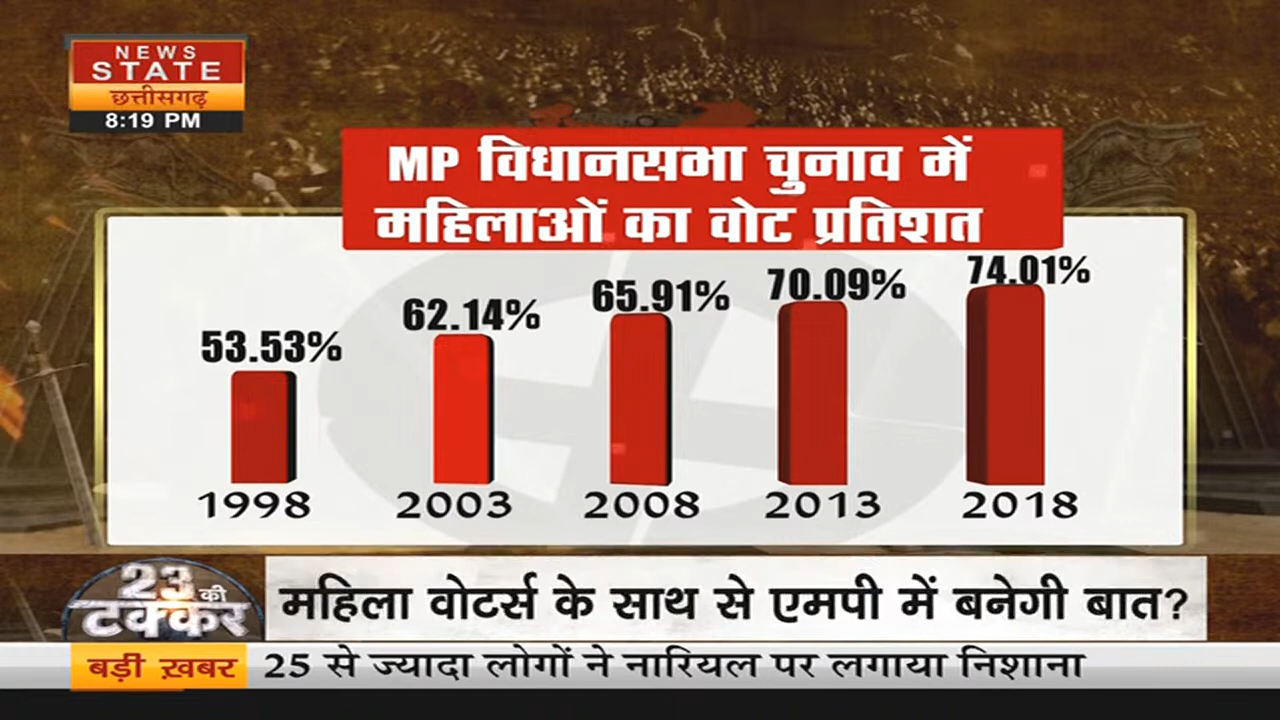 NEWS
STATE
छत्तीसगढ़
8:19 PM
MP विधानसभा चुनाव में
महिलाओं का वोट प्रतिशत
53.53%
62.14%
65.91%
70.09%
74.01%
1998
2003
2008
2013
2018
23 की
टक्कर
महिला वोटर्स के साथ से एमपी में बनेगी बात?
बड़ी ख़बर
25 से ज्यादा लोगों ने नारियल पर लगाया निशाना